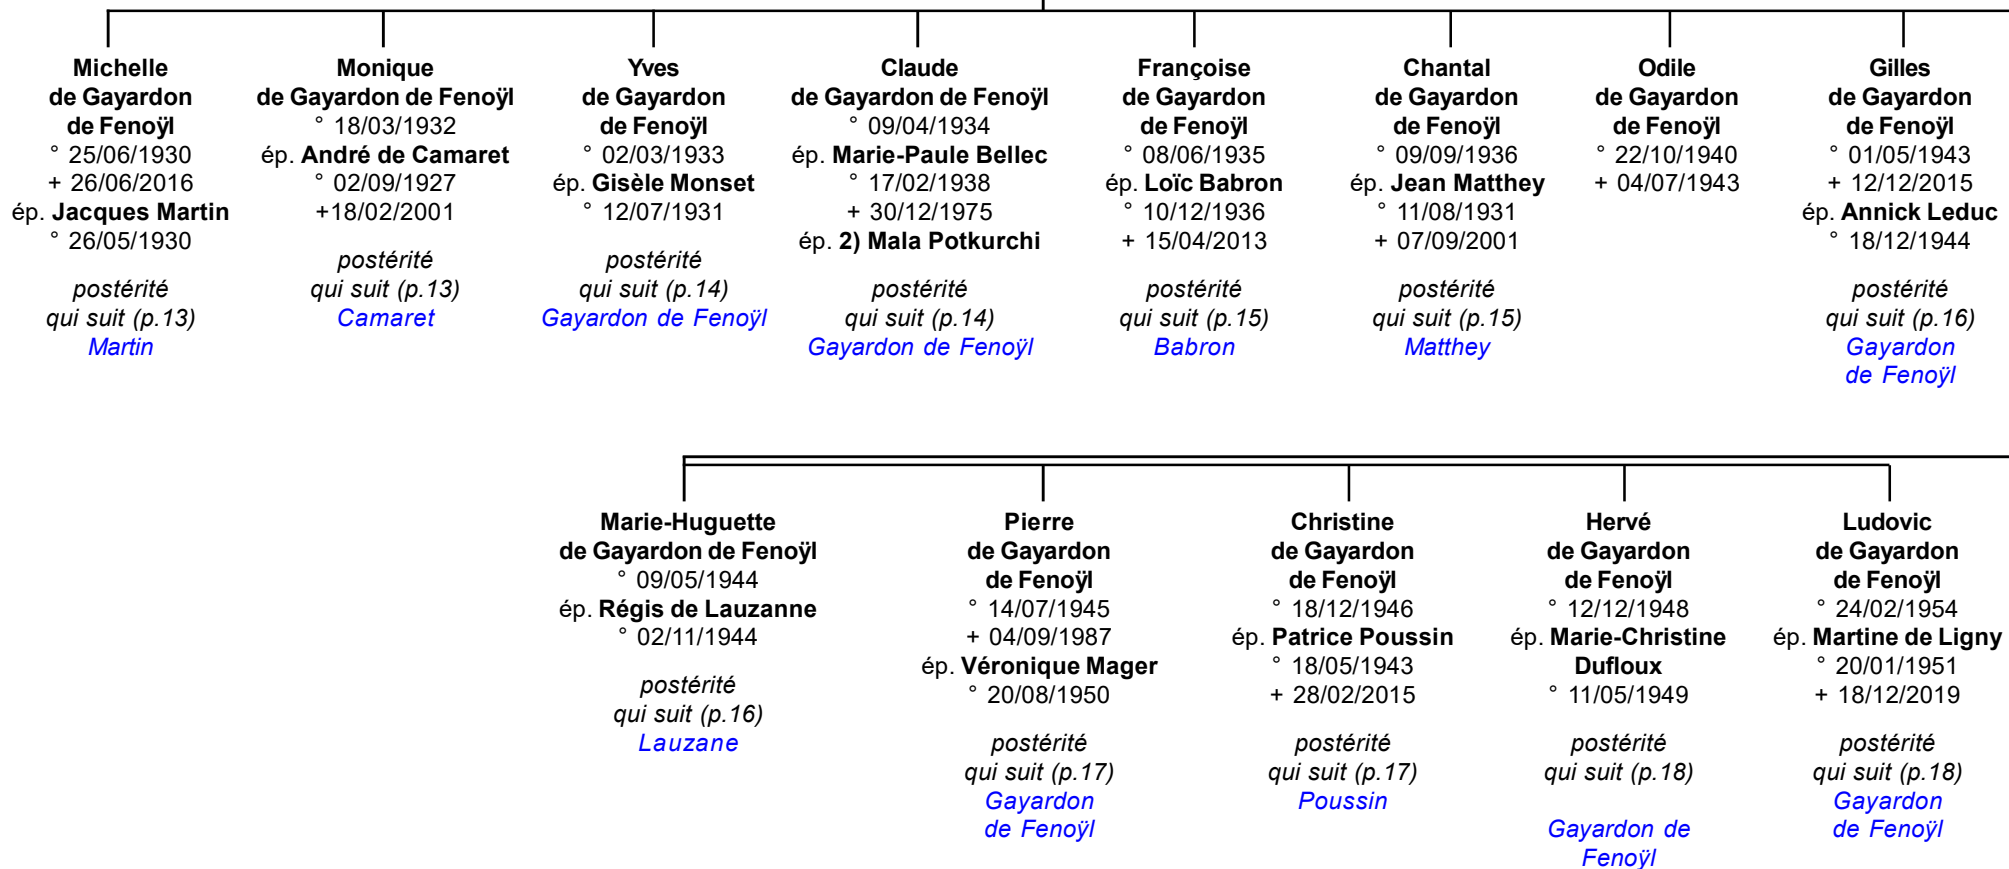 Michelle
de Gayardon
de Fenoÿl
° 25/06/1930
+ 26/06/2016
ép. Jacques Martin
° 26/05/1930
postérité
qui suit (p.13)
Martin
Monique
de Gayardon de Fenoÿl
° 18/03/1932
ép. André de Camaret
° 02/09/1927
+18/02/2001
postérité
qui suit (p.13)
Camaret
Yves
de Gayardon
de Fenoÿl
° 02/03/1933
ép. Gisèle Monset
° 12/07/1931
postérité
qui suit (p.14)
Gayardon de Fenoÿl
Claude
de Gayardon de Fenoÿl
° 09/04/1934
ép. Marie-Paule Bellec
° 17/02/1938
+ 30/12/1975
ép. 2) Mala Potkurchi
postérité
qui suit (p.14)
Gayardon de Fenoÿl
Françoise
de Gayardon
de Fenoÿl
° 08/06/1935
ép. Loïc Babron
° 10/12/1936
+ 15/04/2013
postérité
qui suit (p.15)
Babron
Chantal
de Gayardon
de Fenoÿl
° 09/09/1936
ép. Jean Matthey
° 11/08/1931
+ 07/09/2001
postérité
qui suit (p.15)
Matthey
Odile
de Gayardon
de Fenoÿl
° 22/10/1940
+ 04/07/1943
Gilles
de Gayardon
de Fenoÿl
° 01/05/1943
+ 12/12/2015
ép. Annick Leduc
° 18/12/1944
postérité
qui suit (p.16)
Gayardon
de Fenoÿl
Marie-Huguette
de Gayardon de Fenoÿl
° 09/05/1944
ép. Régis de Lauzanne
° 02/11/1944
postérité
qui suit (p.16)
Lauzane
Pierre
de Gayardon
de Fenoÿl
° 14/07/1945
+ 04/09/1987
ép. Véronique Mager
° 20/08/1950
postérité
qui suit (p.17)
Gayardon
de Fenoÿl
Christine
de Gayardon
de Fenoÿl
° 18/12/1946
ép. Patrice Poussin
° 18/05/1943
+ 28/02/2015
postérité
qui suit (p.17)
Poussin
Hervé
de Gayardon
de Fenoÿl
° 12/12/1948
ép. Marie-Christine
Dufloux
° 11/05/1949
postérité
qui suit (p.18)
Gayardon de
Fenoÿl
Ludovic
de Gayardon
de Fenoÿl
° 24/02/1954
ép. Martine de Ligny
° 20/01/1951
+ 18/12/2019
postérité
qui suit (p.18)
Gayardon
de Fenoÿl